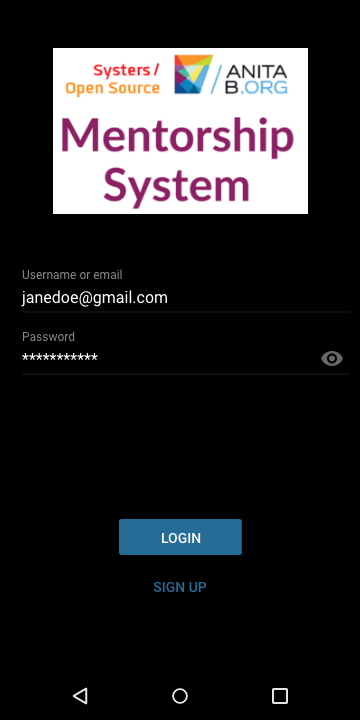 Systers /
Open Source
ANITA
B.ORG
Mentorship
System
Username or email
janedoe@gmail.com
Password
***********
LOGIN
SIGN UP